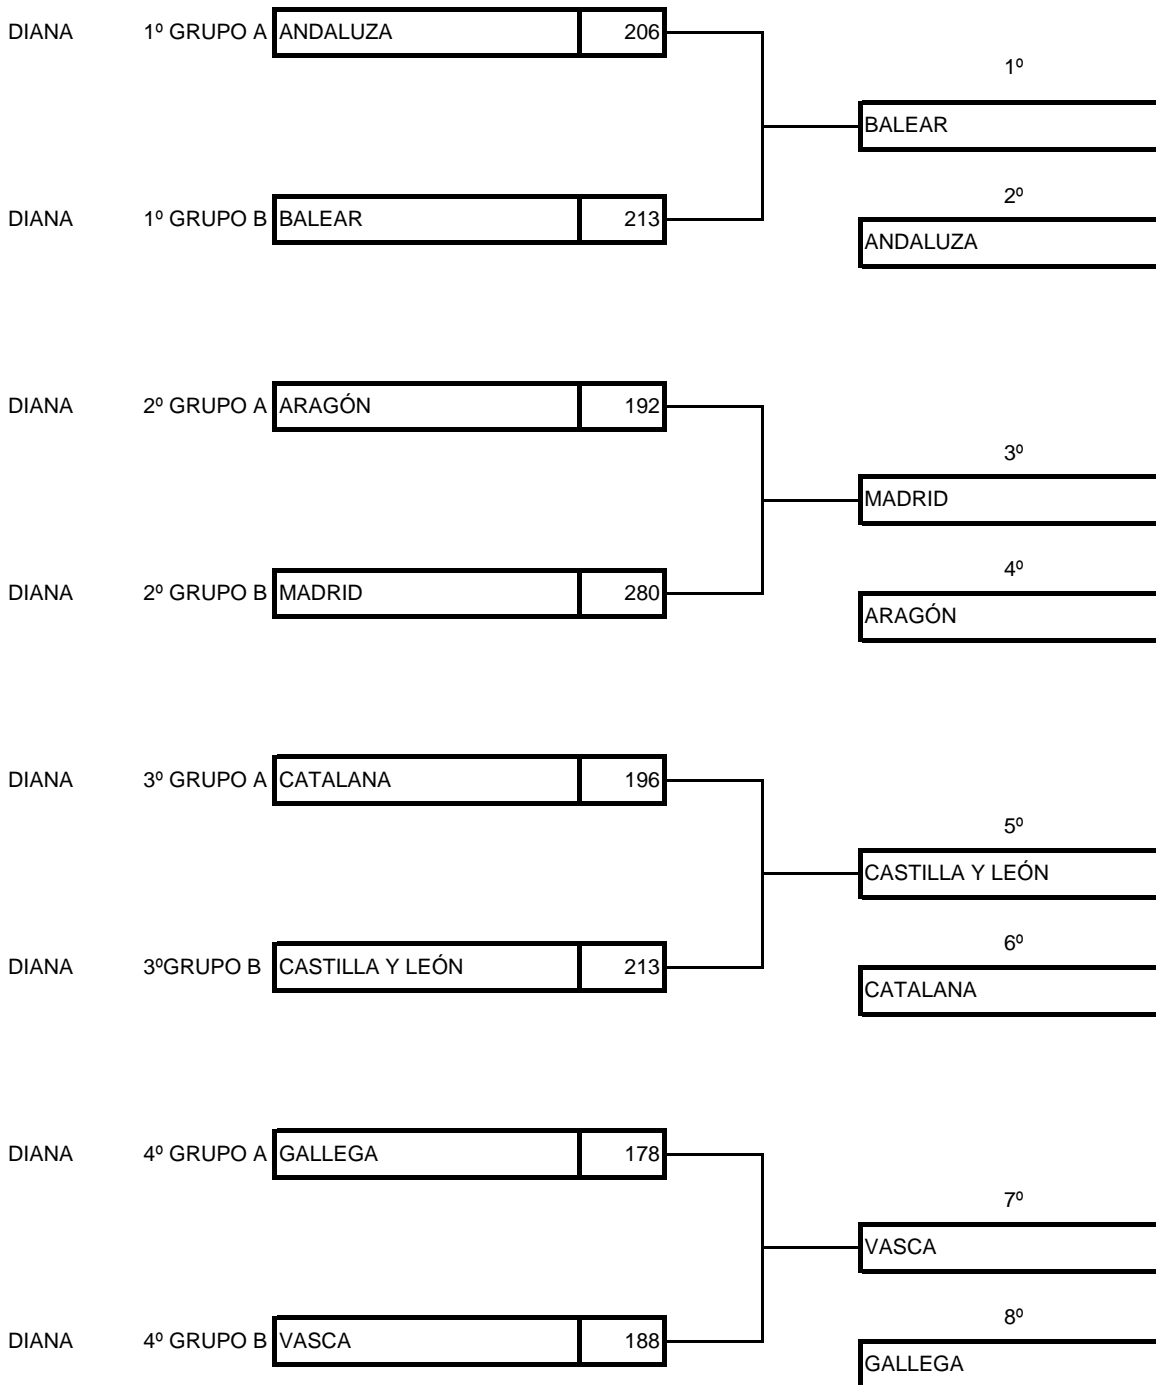 DIANA 1º GRUPO A ANDALUZA 206
1º
BALEAR
2º
DIANA 1º GRUPO B BALEAR 213
ANDALUZA
DIANA 2º GRUPO A ARAGÓN 192
3º
MADRID
4º
DIANA 2º GRUPO B MADRID 280
ARAGÓN
DIANA 3º GRUPO A CATALANA 196
5º
CASTILLA Y LEÓN
6º
DIANA 3ºGRUPO B CASTILLA Y LEÓN 213
CATALANA
DIANA 4º GRUPO A GALLEGA 178
7º
VASCA
8º
DIANA 4º GRUPO B VASCA 188
GALLEGA